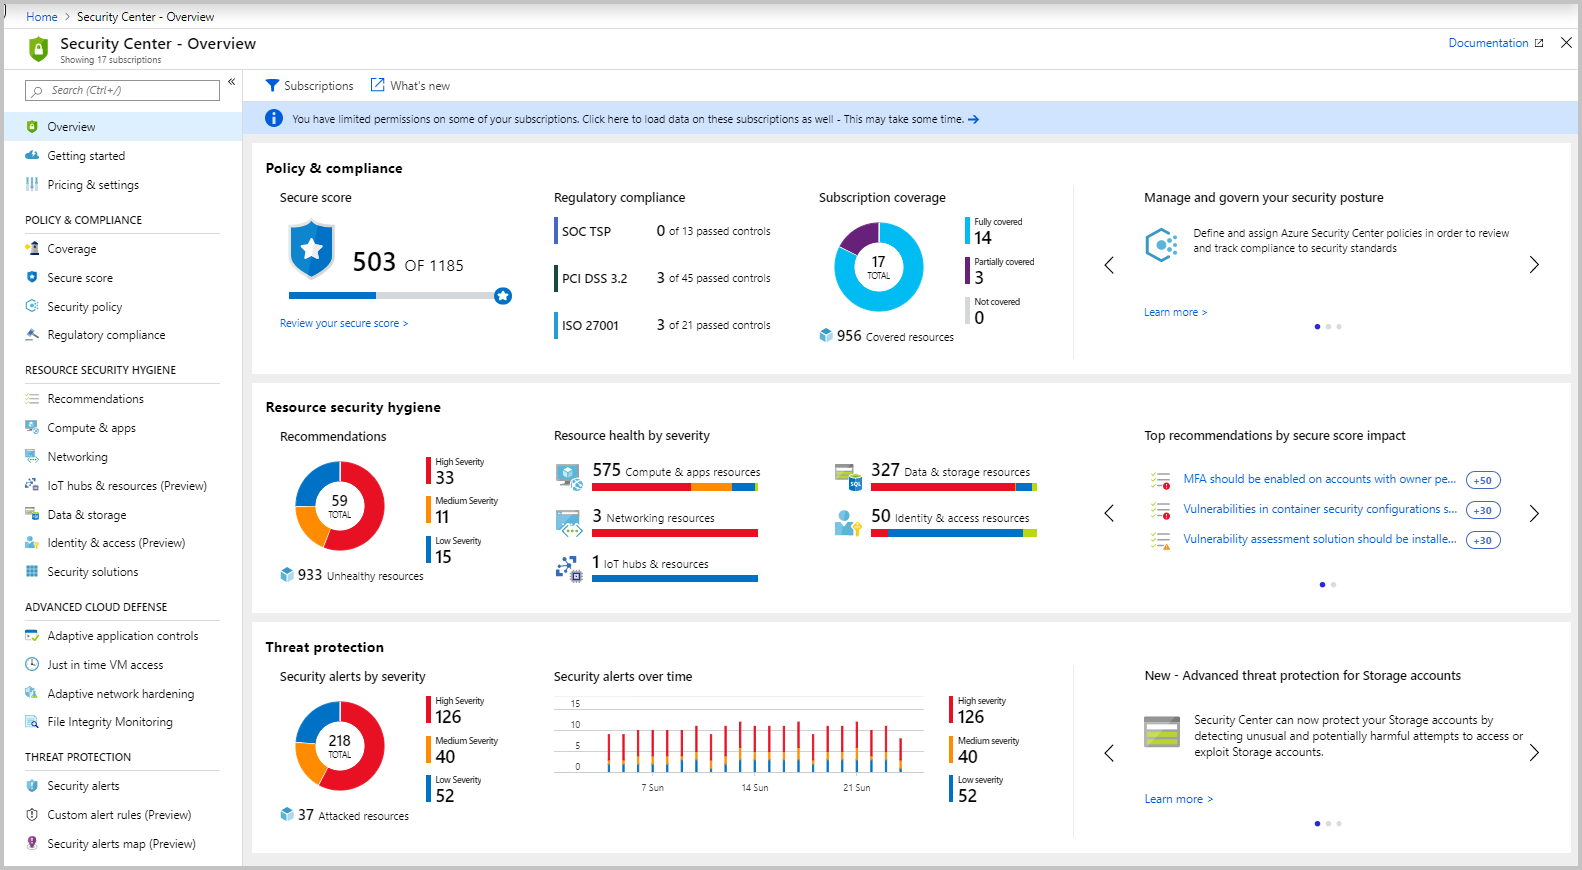 Home > Security Center - Overview
Security Center - Overview
Showing 17 subscriptions
Documentation
Search (Ctrl+/)
«
Overview
Getting started
Pricing & settings
POLICY & COMPLIANCE
Coverage
Secure score
Security policy
Regulatory compliance
RESOURCE SECURITY HYGIENE
Recommendations
Compute & apps
Networking
IoT hubs & resources (Preview)
Data & storage
Identity & access (Preview)
Security solutions
ADVANCED CLOUD DEFENSE
Adaptive application controls
Just in time VM access
Adaptive network hardening
File Integrity Monitoring
THREAT PROTECTION
Security alerts
Custom alert rules (Preview)
Security alerts map (Preview)
Subscriptions
What's new
You have limited permissions on some of your subscriptions. Click here to load data on these subscriptions as well - This may take some time. →
Policy & compliance
Secure score
503 OF 1185
Review your secure score >
Regulatory compliance
SOC TSP 0 of 13 passed controls
PCI DSS 3.2 3 of 45 passed controls
ISO 27001 3 of 21 passed controls
Subscription coverage
17
TOTAL
Fully covered
14
Partially covered
3
Not covered
0
956 Covered resources
Manage and govern your security posture
Define and assign Azure Security Center policies in order to review
and track compliance to security standards
Learn more >
Resource security hygiene
Recommendations
59
TOTAL
High Severity
33
Medium Severity
11
Low Severity
15
933 Unhealthy resources
Resource health by severity
575 Compute & apps resources
3 Networking resources
1 IoT hubs & resources
327 Data & storage resources
SQL
50 Identity & access resources
Top recommendations by secure score impact
MFA should be enabled on accounts with owner pe... +50
Vulnerabilities in container security configurations s... +30
Vulnerability assessment solution should be installe... +30
Threat protection
Security alerts by severity
218
TOTAL
High Severity
126
Medium Severity
40
Low Severity
52
37 Attacked resources
Security alerts over time
15
10
5
0
7 Sun
14 Sun
21 Sun
High severity
126
Medium severity
40
Low severity
52
New - Advanced threat protection for Storage accounts
Security Center can now protect your Storage accounts by
detecting unusual and potentially harmful attempts to access or
exploit Storage accounts.
Learn more >